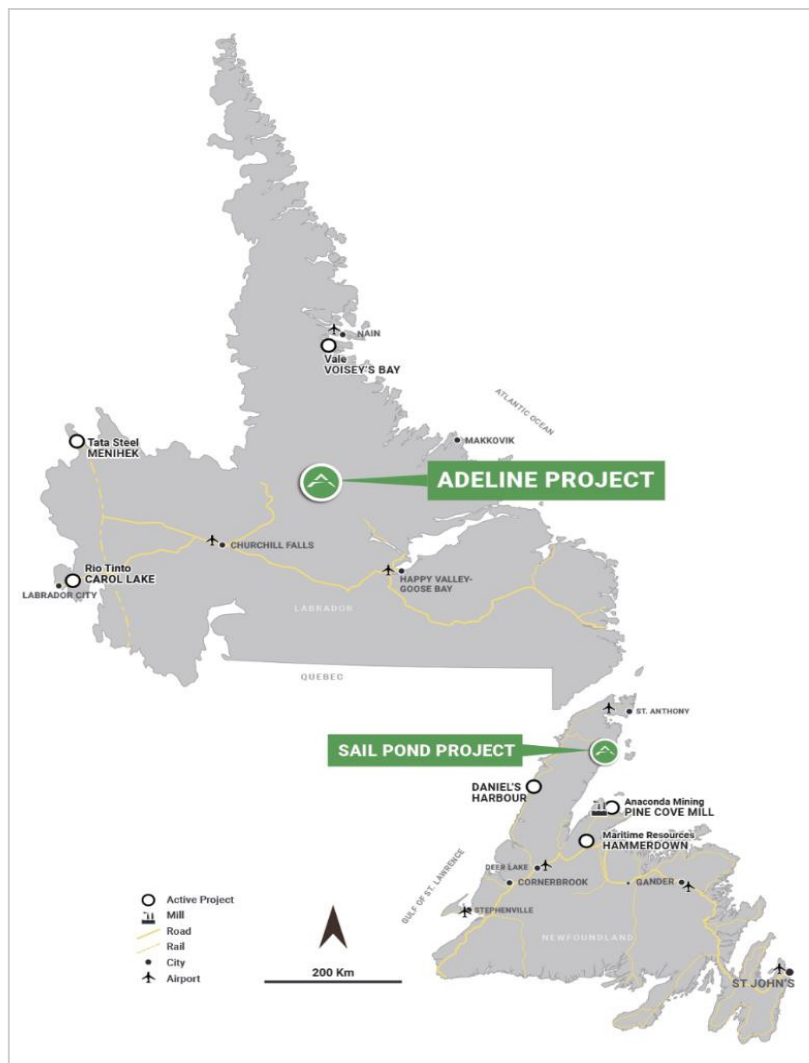 NAIN
Vale
VOISEY'S BAY
ATLANTIC OCEAN
MAKKOVIK
Tata Steel
MENIHEK
ADELINE PROJECT
CHURCHILL FALLS
Rio Tinto
CAROL LAKE
LABRADOR CITY
HAPPY VALLEY-
GOOSE BAY
LABRADOR
QUEBEC
ST. ANTHONY
SAIL POND PROJECT
DANIEL'S
HARBOUR
Anaconda Mining
PINE COVE MILL
Maritime Resources
HAMMERDOWN
DEER LAKE
CORNERBROOK
GANDER
GULF OF ST. LAWRENCE
STEPHENVILLE
NEWFOUNDLAND
ST JOHN'S
Active Project
Mill
Road
Rail
City
Airport
200 Km